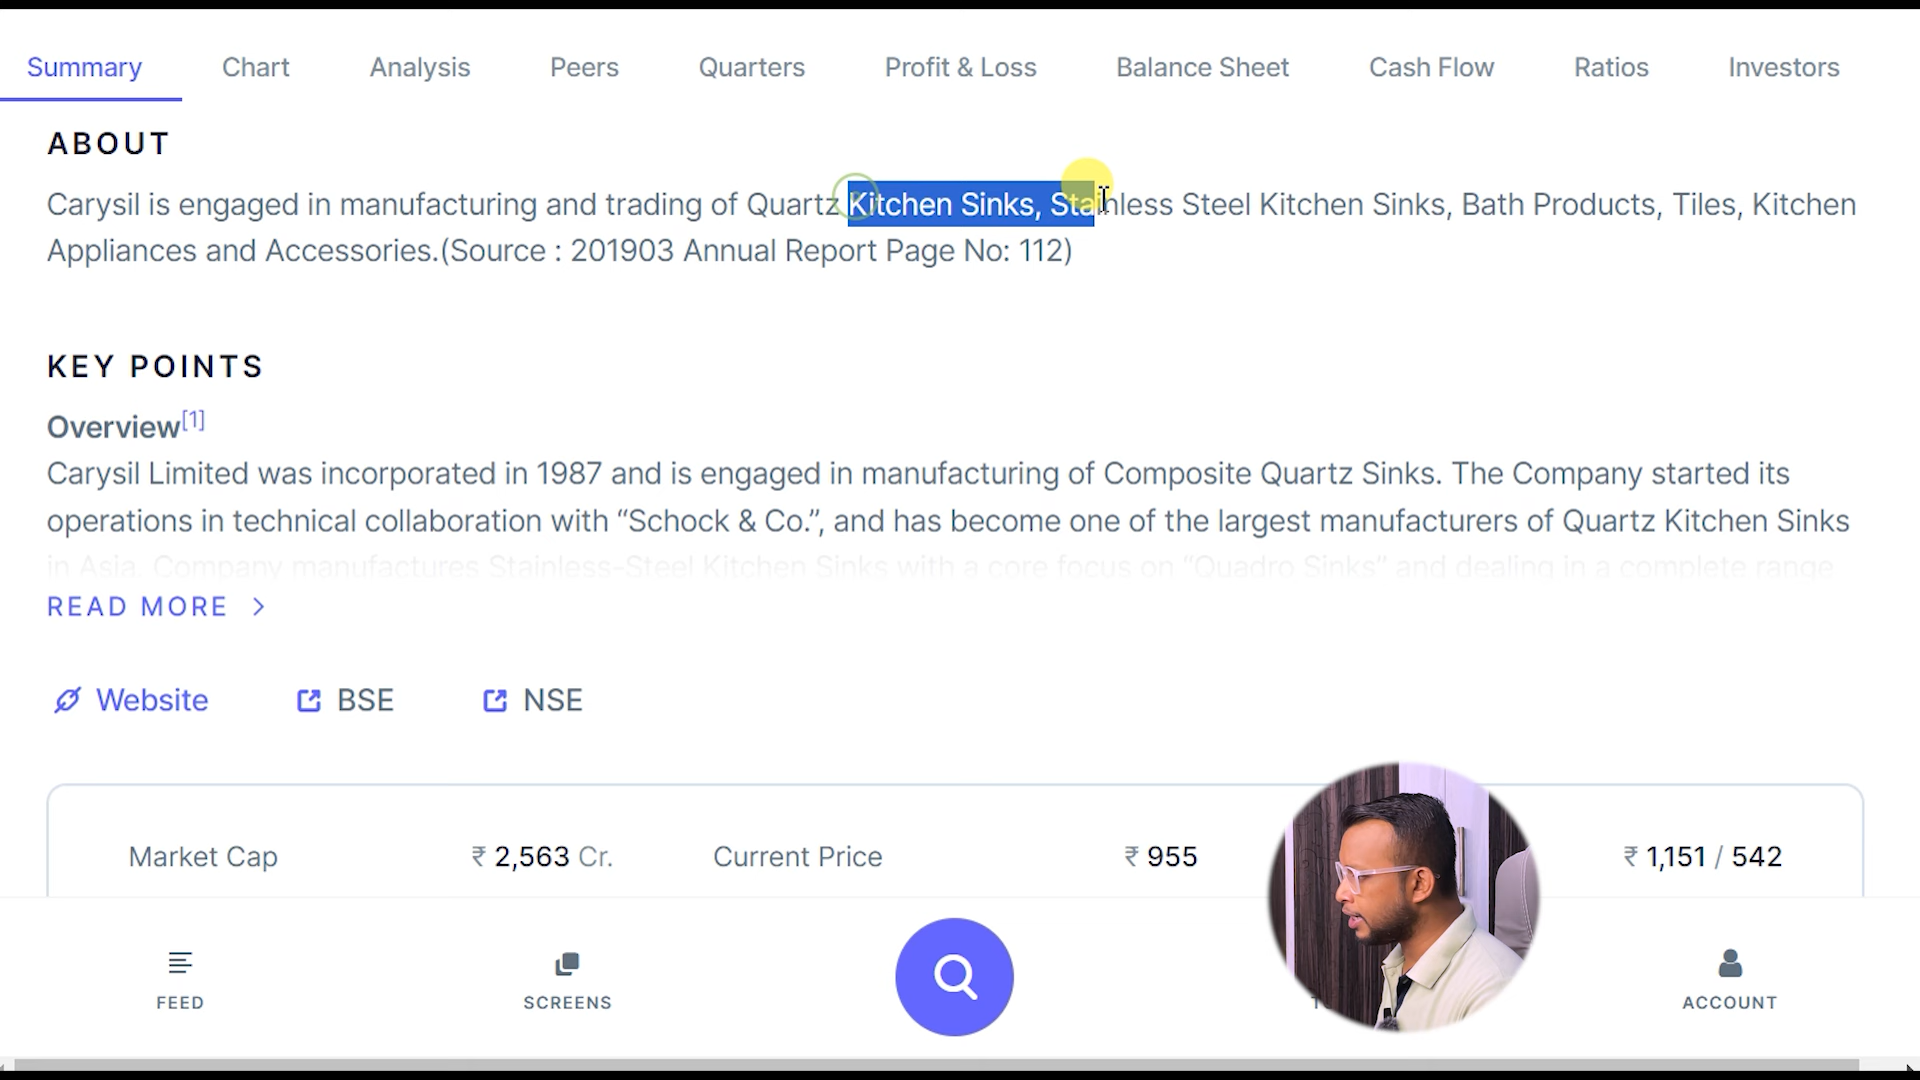 Summary Chart Analysis Peers Quarters Profit & Loss Balance Sheet Cash Flow Ratios Investors
ABOUT
Carysil is engaged in manufacturing and trading of Quartz Kitchen Sinks, Stainless Steel Kitchen Sinks, Bath Products, Tiles, Kitchen
Appliances and Accessories.(Source : 201903 Annual Report Page No: 112)
KEY POINTS
Overview[1]
Carysil Limited was incorporated in 1987 and is engaged in manufacturing of Composite Quartz Sinks. The Company started its
operations in technical collaboration with “Schock & Co.”, and has become one of the largest manufacturers of Quartz Kitchen Sinks
in Asia. Company manufactures Stainless-Steel Kitchen Sinks with a core focus on “Quadro Sinks” and dealing in a complete range
READ MORE
Website BSE NSE
Market Cap ₹ 2,563 Cr. Current Price ₹ 955 ₹ 1,151 / 542
FEED SCREENS ACCOUNT